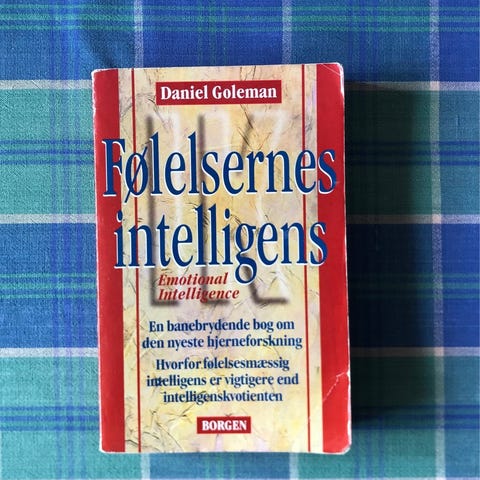 Daniel Goleman
Følelsernes
intelligens
Emotional
Intelligence
En banebrydende bog om
den nyeste hjerneforskning
Hvorfor følelsesmæssig
intelligens er vigtigere end
intelligenskvotienten
BORGEN